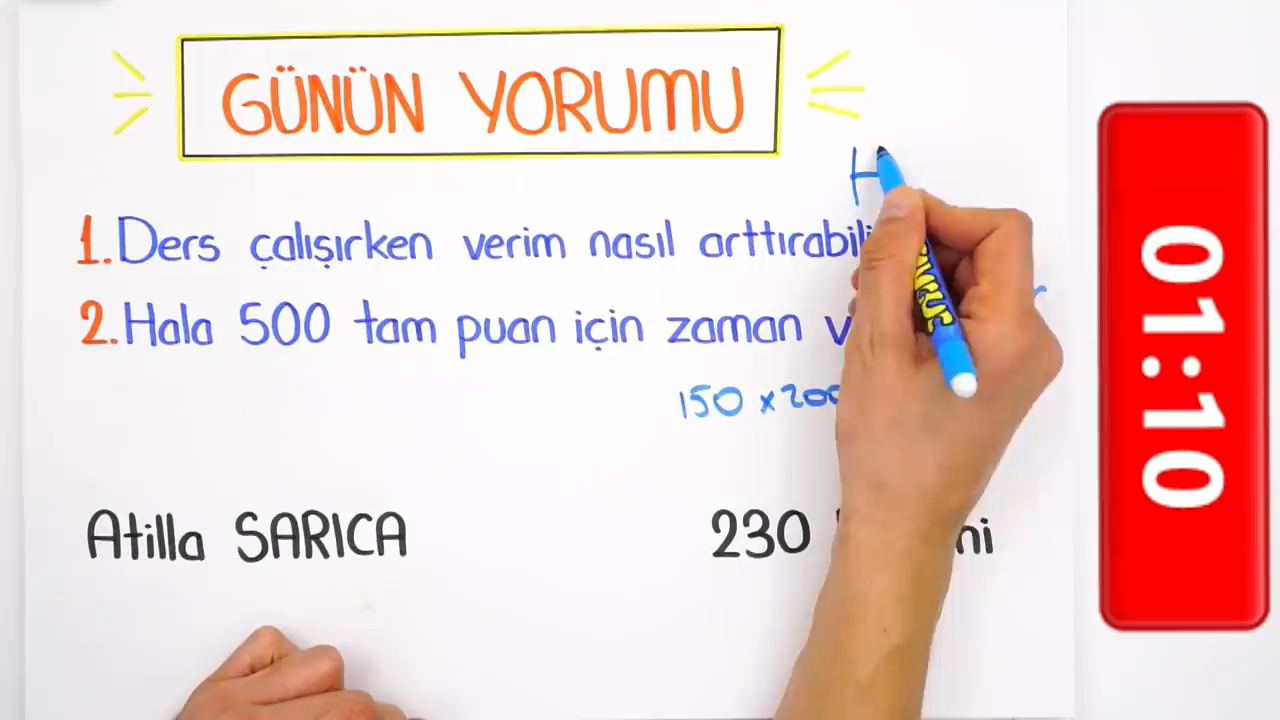 GÜNÜN YORUMU
H
1. Ders çalışırken verim nasıl
2. Hala 500 tam puan için zaman
150 x 200
Atilla SARICA
230
01:10